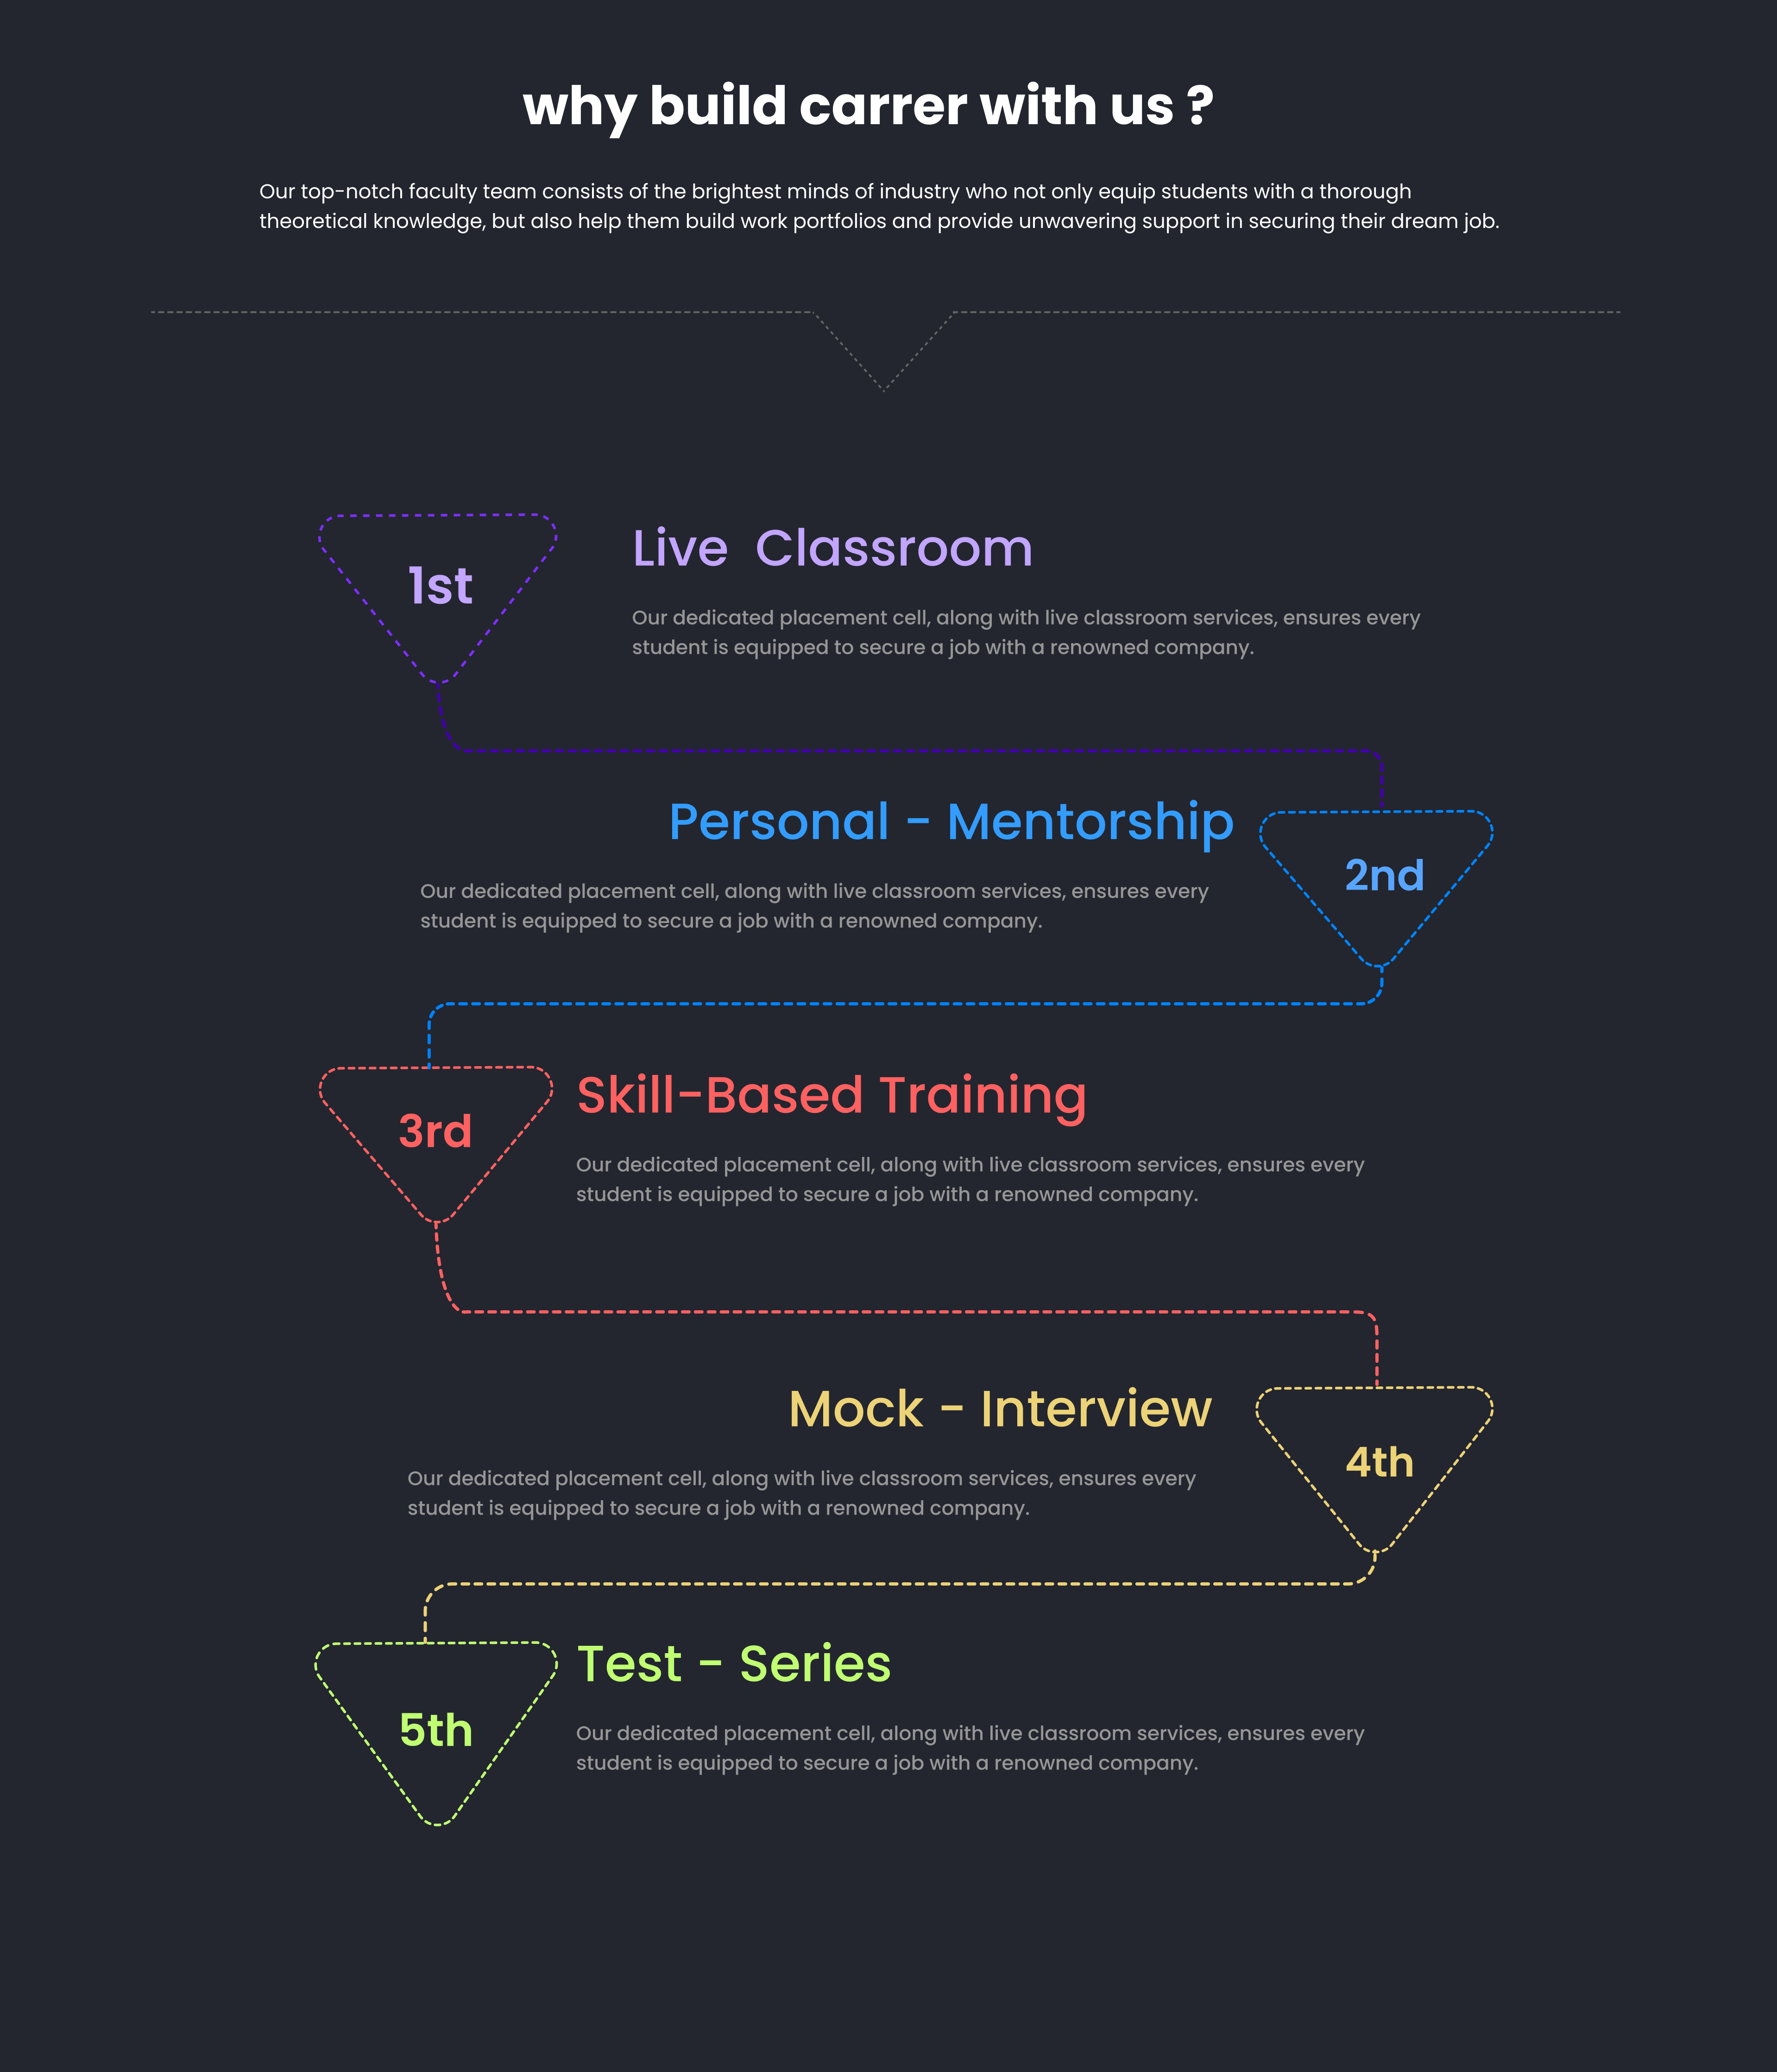 why build carrer with us ?
Our top-notch faculty team consists of the brightest minds of industry who not only equip students with a thorough
theoretical knowledge, but also help them build work portfolios and provide unwavering support in securing their dream job.
1st
Live Classroom
Our dedicated placement cell, along with live classroom services, ensures every
student is equipped to secure a job with a renowned company.
Personal - Mentorship
2nd
Our dedicated placement cell, along with live classroom services, ensures every
student is equipped to secure a job with a renowned company.
3rd
Skill-Based Training
Our dedicated placement cell, along with live classroom services, ensures every
student is equipped to secure a job with a renowned company.
Mock - Interview
4th
Our dedicated placement cell, along with live classroom services, ensures every
student is equipped to secure a job with a renowned company.
5th
Test - Series
Our dedicated placement cell, along with live classroom services, ensures every
student is equipped to secure a job with a renowned company.